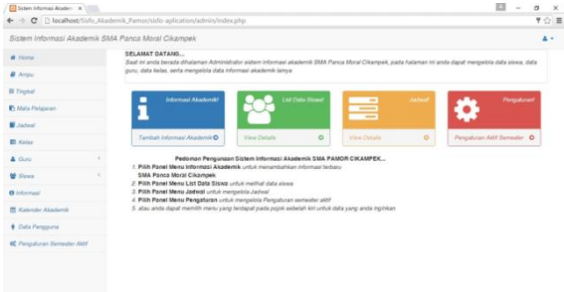 Sistem Informasi Akadem
localhost/Sisfo_Akademik_Pamor/sisfo-aplication/admin/index.php
Sistem Informasi Akademik SMA Panca Moral Cikampek
Home
Ampu
Tingkat
Mata Pelajaran
Jadwal
Kelas
Guru
Siswa
Informasi
Kalender Akademik
Data Pengguna
Pengaturan Semester Aktif
SELAMAT DATANG...
Saat ini anda berada dihalaman Administrator sistem informasi akademik SMA Panca Moral Cikampek, pada halaman ini anda dapat mengelola data siswa, data
guru, data kelas, serta mengelola data informasi akademik lainya
Informasi Akademik!
Tambah Informasi Akademik
List Data Siswa!
View Details
Jadwal!
View Details
Pengaturan!
Pengaturan Aktif Semester
Pedoman Pengunaan Sistem Informasi Akademik SMA PAMOR CIKAMPEK...
1. Pilih Panel Menu Informasi Akademik untuk menambahkan informasi terbaru
SMA Panca Moral Cikampek
2. Pilih Panel Menu List Data Siswa untuk melihat data siswa
3. Pilih Panel Menu Jadwal untuk mengelola Jadwal
4. Pilih Panel Menu Pengaturan untuk mengelola Pengaturan semester aktif
5. atau anda dapat memilih menu yang terdapat pada pojok sebelah kiri untuk data yang anda inginkan